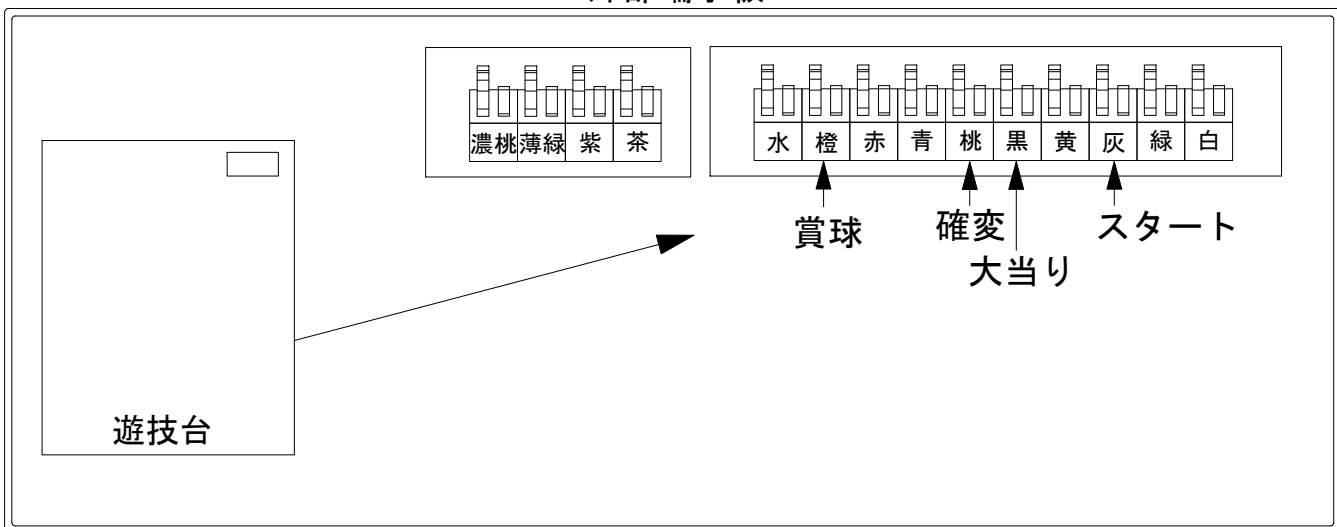 濃桃 薄緑 紫 茶
水 橙 赤 青 桃 黒 黄 灰 緑 白
賞球 確変 スタート
大当り
遊技台